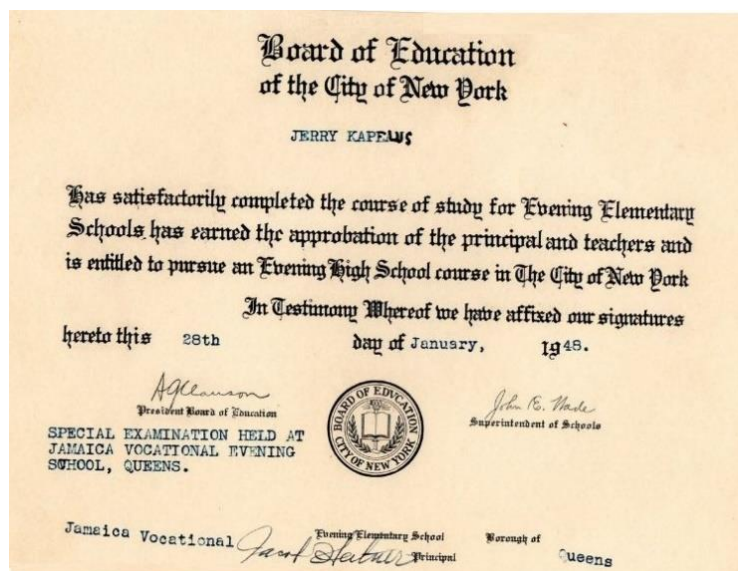 Board of Education
of the City of New York
JERRY KAPELUS
Has satisfactorily completed the course of study for Evening Elementary
Schools, has earned the approbation of the principal and teachers and
is entitled to pursue an Evening High School course in The City of New York
In Testimony Whereof we have affixed our signatures
hereto this 28th day of January, 1948.
President Board of Education
BOARD OF EDVCATION
CITY OF NEW YORK
John E. Wade
Superintendent of Schools
SPECIAL EXAMINATION HELD AT
JAMAICA VOCATIONAL EVENING
SCHOOL, QUEENS.
Jamaica Vocational Evening Elementary School Borough of Queens
Jacob Principal